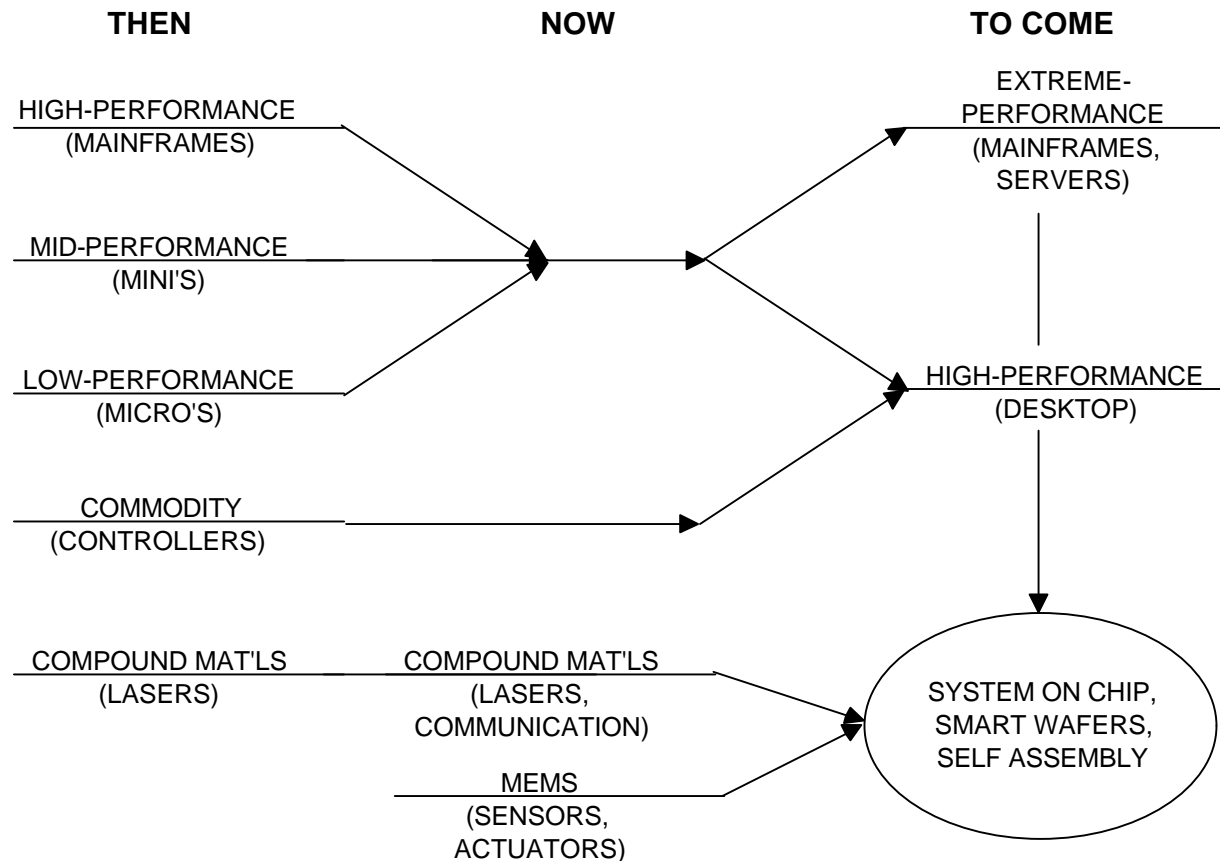 THEN
NOW
TO COME
HIGH-PERFORMANCE
(MAINFRAMES)
EXTREME-
PERFORMANCE
(MAINFRAMES,
SERVERS)
MID-PERFORMANCE
(MINI'S)
LOW-PERFORMANCE
(MICRO'S)
HIGH-PERFORMANCE
(DESKTOP)
COMMODITY
(CONTROLLERS)
COMPOUND MAT'LS
(LASERS)
COMPOUND MAT'LS
(LASERS,
COMMUNICATION)
MEMS
(SENSORS,
ACTUATORS)
SYSTEM ON CHIP,
SMART WAFERS,
SELF ASSEMBLY